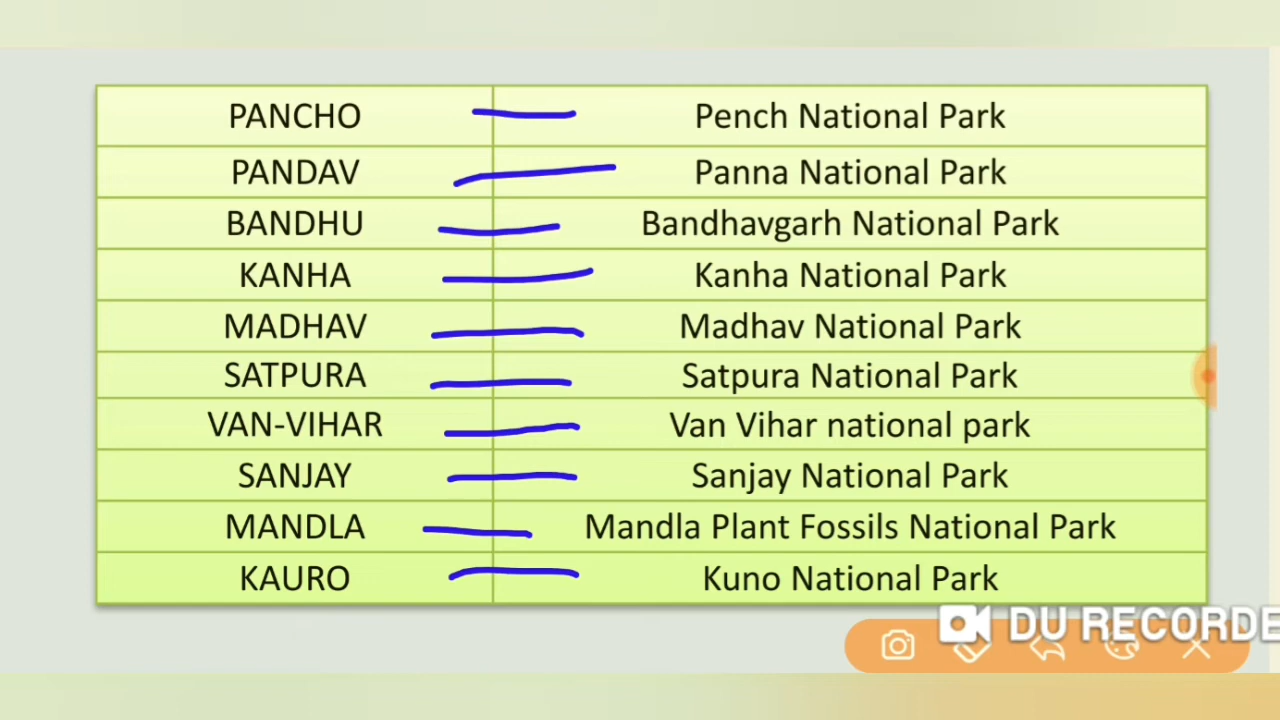 PANCHO Pench National Park
PANDAV Panna National Park
BANDHU Bandhavgarh National Park
KANHA Kanha National Park
MADHAV Madhav National Park
SATPURA Satpura National Park
VAN-VIHAR Van Vihar national park
SANJAY Sanjay National Park
MANDLA Mandla Plant Fossils National Park
KAURO Kuno National Park
DU RECORDE